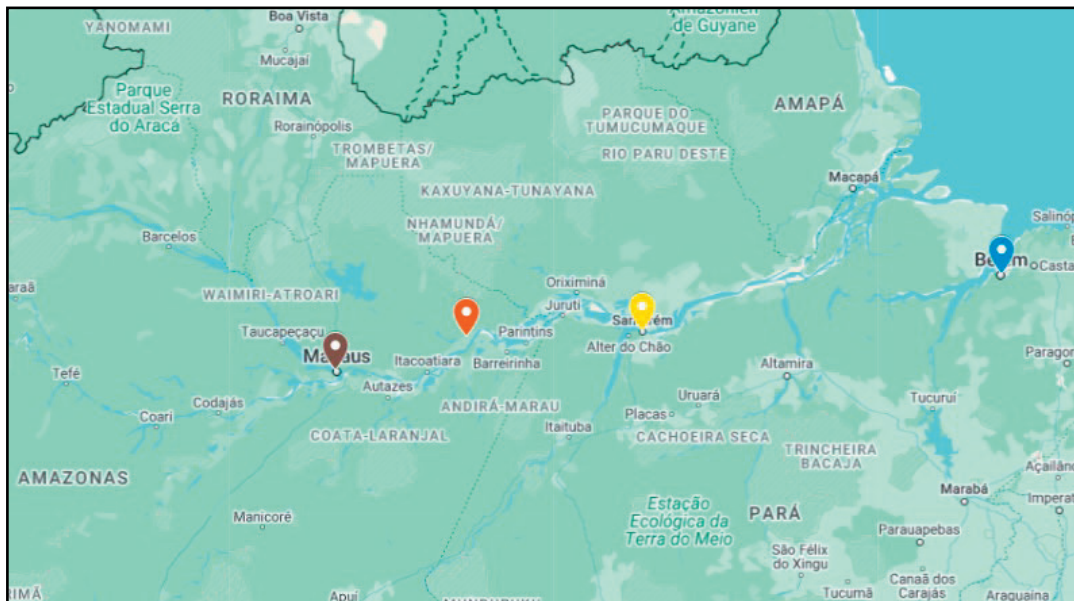 Boa Vista
Amazonien
de Guyane
YANOMAMI
Mucajaí
Parque
Estadual Serra
do Aracá
RORAIMA
AMAPÁ
PARQUE DO
TUMUCUMAQUE
Rorainópolis
TROMBETAS/
MAPUERA
RIO PARU DESTE
Macapá
KAXUYANA-TUNAYANA
NHAMUNDÁ/
MAPUERA
Salinóp
Barcelos
Casta
Oriximiná
WAIMIRI-ATROARI
Juruti
Taucapeçaçu
Parintins
Alter do Chão
Itacoatiara
Barreirinha
Altamira
Paragon
Tefé
Autazes
Uruará
Tucuruí
Codajás
ANDIRÁ-MARAU
Coari
Placas
Itaituba
COATA-LARANJAL
CACHOEIRA SECA
TRINCHEIRA
BACAJA
AMAZONAS
Açailân
Marabá
Imperat
Manicoré
Estação
Ecológica da
Terra do Meio
PARÁ
Parauapebas
São Félix
do Xingu
Canaã dos
Carajás
Apuí
Tucumã
Araguaina